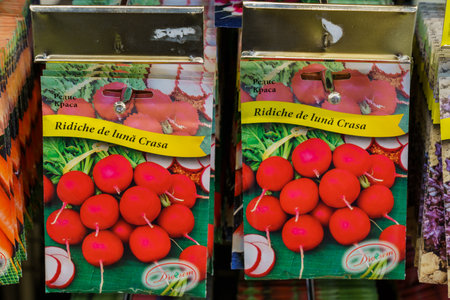 Редис
Краса
Ridiche de lună Crasa
Редис
Краса
Ridiche de lună Crasa